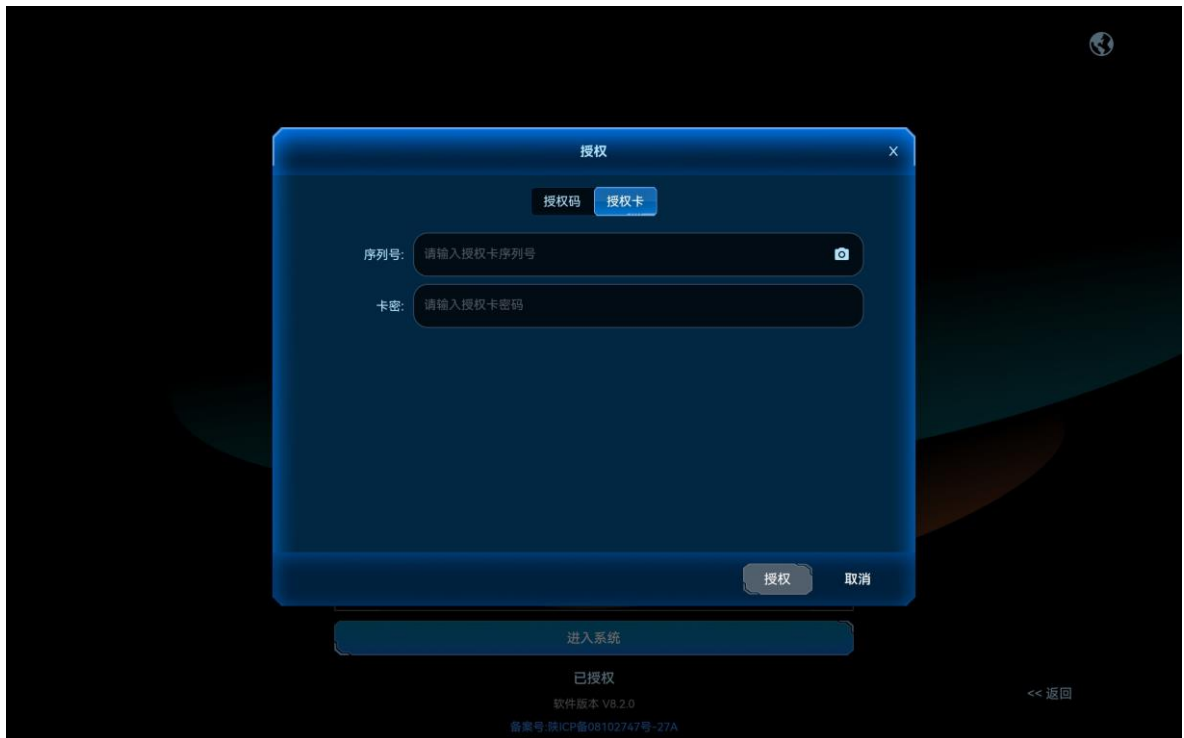 授权 X
授权码 授权卡
序列号: 请输入授权卡序列号
卡密: 请输入授权卡密码
授权 取消
进入系统
已授权
软件版本 V8.2.0
<< 返回
备案号:陕ICP备08102747号-27A